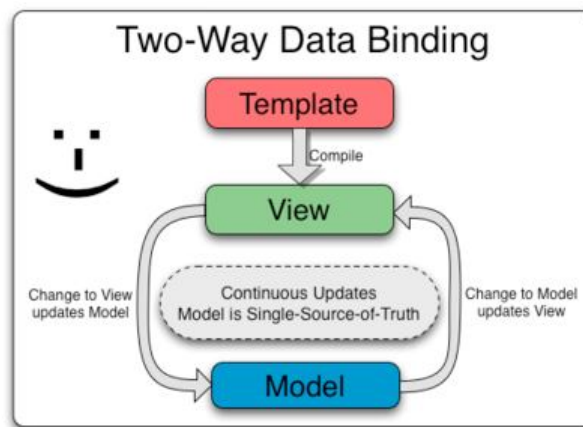 Two-Way Data Binding
Template
Compile
View
Change to View
updates Model
Continuous Updates
Model is Single-Source-of-Truth
Change to Model
updates View
Model